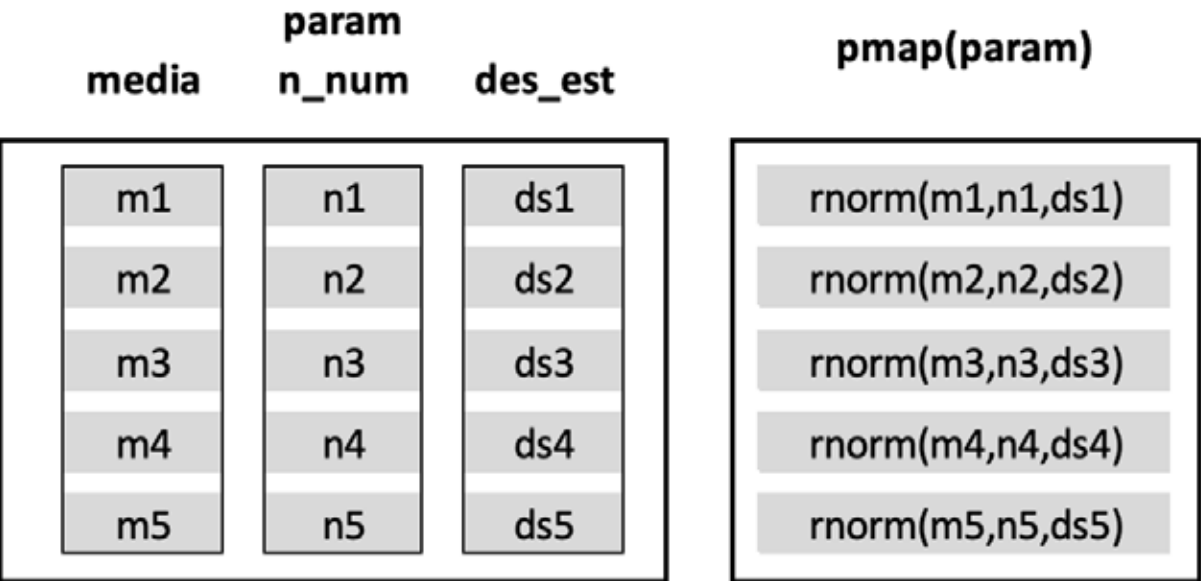 param
media n_num des_est
pmap(param)
m1 n1 ds1 rnorm(m1,n1,ds1)
m2 n2 ds2 rnorm(m2,n2,ds2)
m3 n3 ds3 rnorm(m3,n3,ds3)
m4 n4 ds4 rnorm(m4,n4,ds4)
m5 n5 ds5 rnorm(m5,n5,ds5)